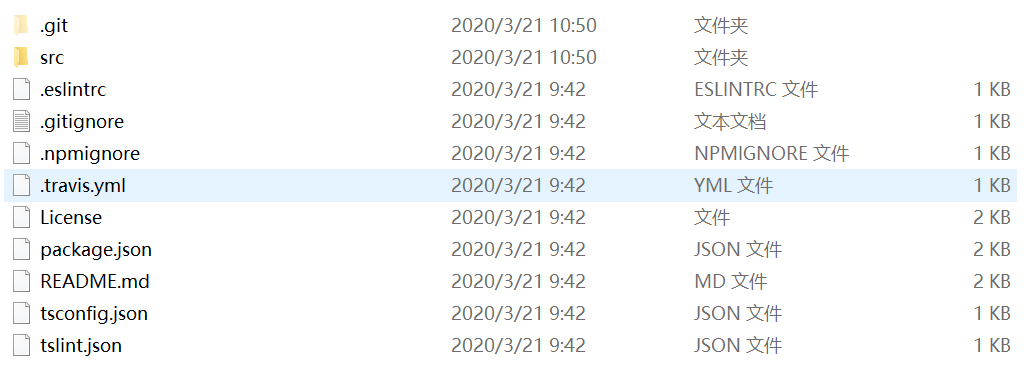 .git 2020/3/21 10:50 文件夹
src 2020/3/21 10:50 文件夹
.eslintrc 2020/3/21 9:42 ESLINTRC 文件 1 KB
.gitignore 2020/3/21 9:42 文本文档 1 KB
.npmignore 2020/3/21 9:42 NPMIGNORE 文件 1 KB
.travis.yml 2020/3/21 9:42 YML 文件 1 KB
License 2020/3/21 9:42 文件 2 KB
package.json 2020/3/21 9:42 JSON 文件 2 KB
README.md 2020/3/21 9:42 MD 文件 2 KB
tsconfig.json 2020/3/21 9:42 JSON 文件 1 KB
tslint.json 2020/3/21 9:42 JSON 文件 1 KB